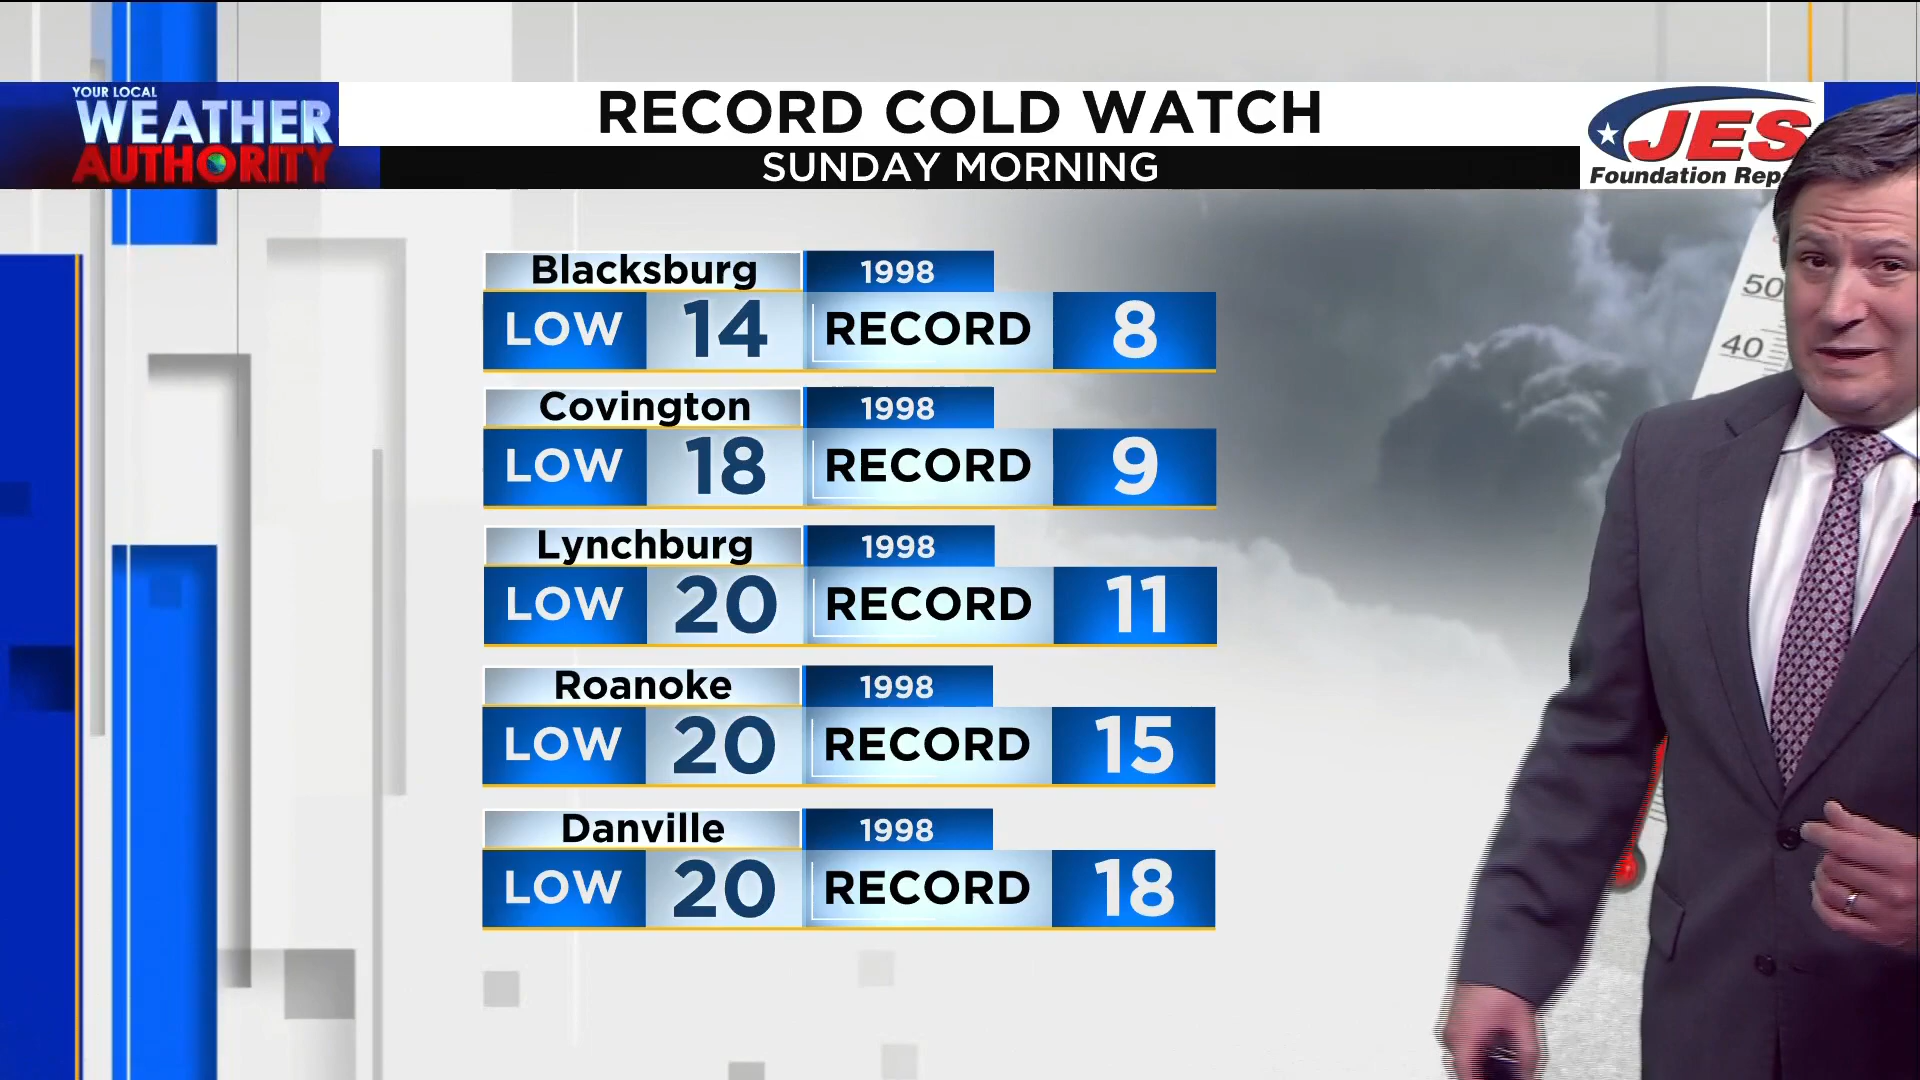 YOUR LOCAL
WEATHER
AUTHORITY
RECORD COLD WATCH
SUNDAY MORNING
JES
Foundation
Blacksburg 1998
LOW 14 RECORD 8
Covington 1998
LOW 18 RECORD 9
Lynchburg 1998
LOW 20 RECORD 11
Roanoke 1998
LOW 20 RECORD 15
Danville 1998
LOW 20 RECORD 18
50
40